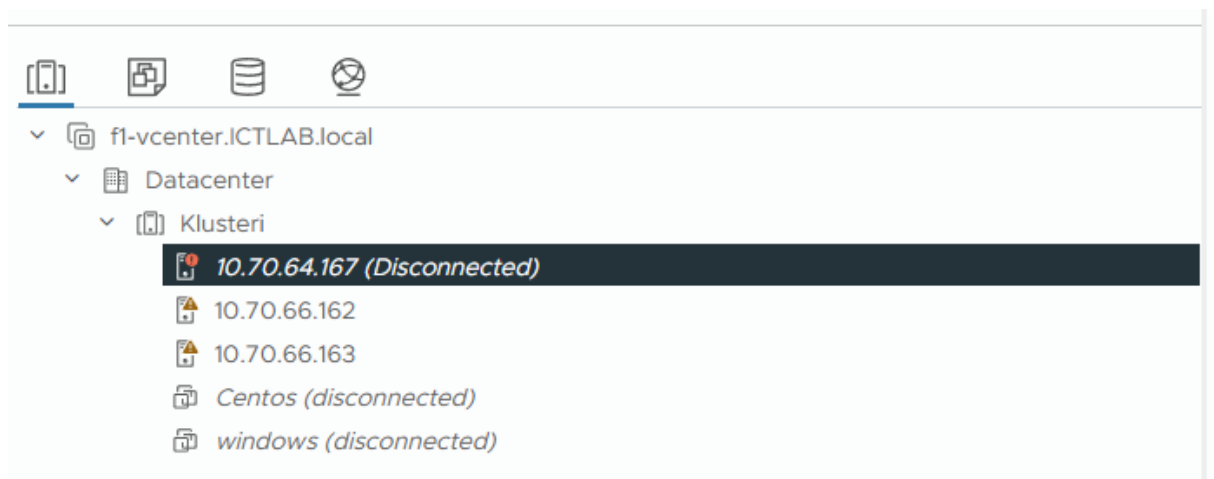 f1-vcenter.ICTLAB.local
Datacenter
Klusteri
10.70.64.167 (Disconnected)
10.70.66.162
10.70.66.163
Centos (disconnected)
windows (disconnected)